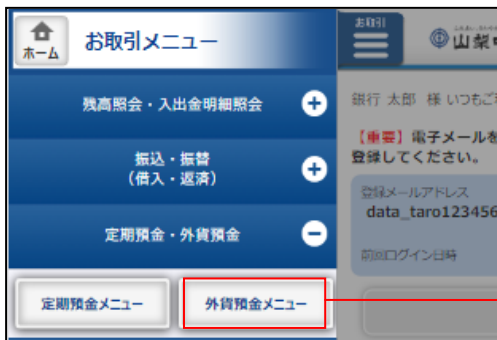 ホーム
お取引メニュー
残高照会・入出金明細照会
振込・振替
(借入・返済)
定期預金・外貨預金
定期預金メニュー
外貨預金メニュー
お取引
山梨
銀行 太郎 様 いつもご
【重要】電子メールを
登録してください。
登録メールアドレス
data_taro123456
前回ログイン日時